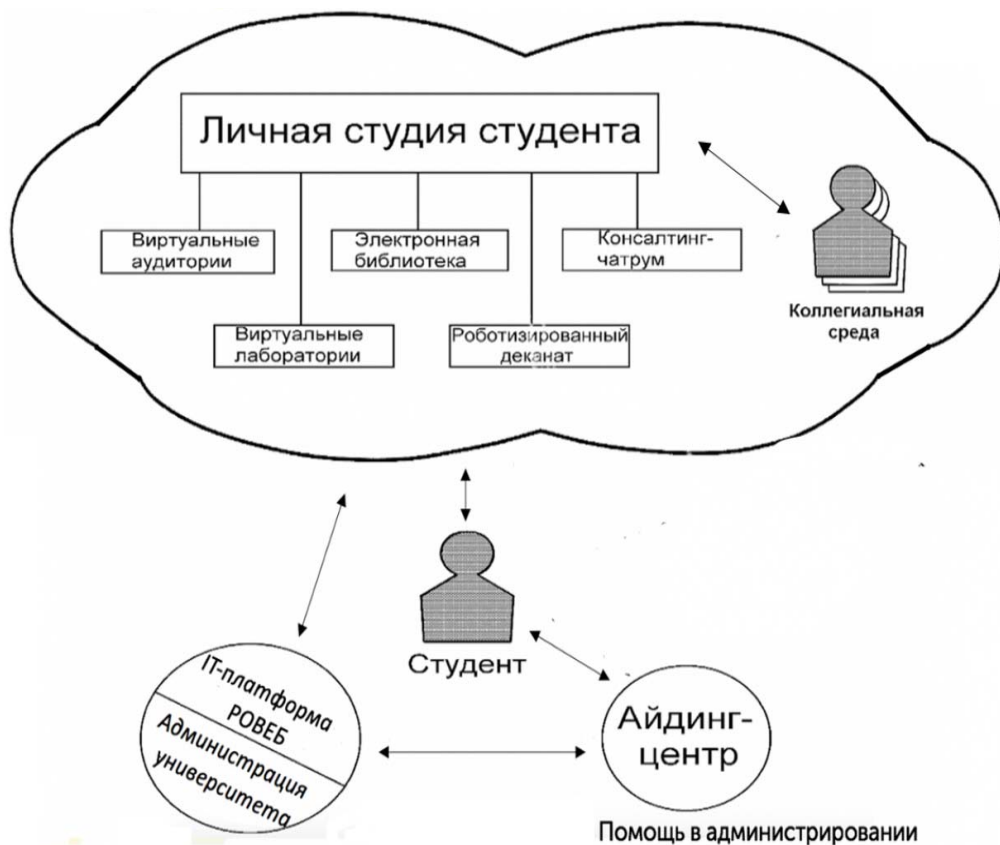 Личная студия студента
Виртуальные
аудитории
Электронная
библиотека
Консалтинг-
чатрум
Виртуальные
лаборатории
Роботизированный
деканат
Коллегиальная
среда
Студент
IT-платформа
РОВЕБ
Администрация
университета
Айдинг-
центр
Помощь в администрировании